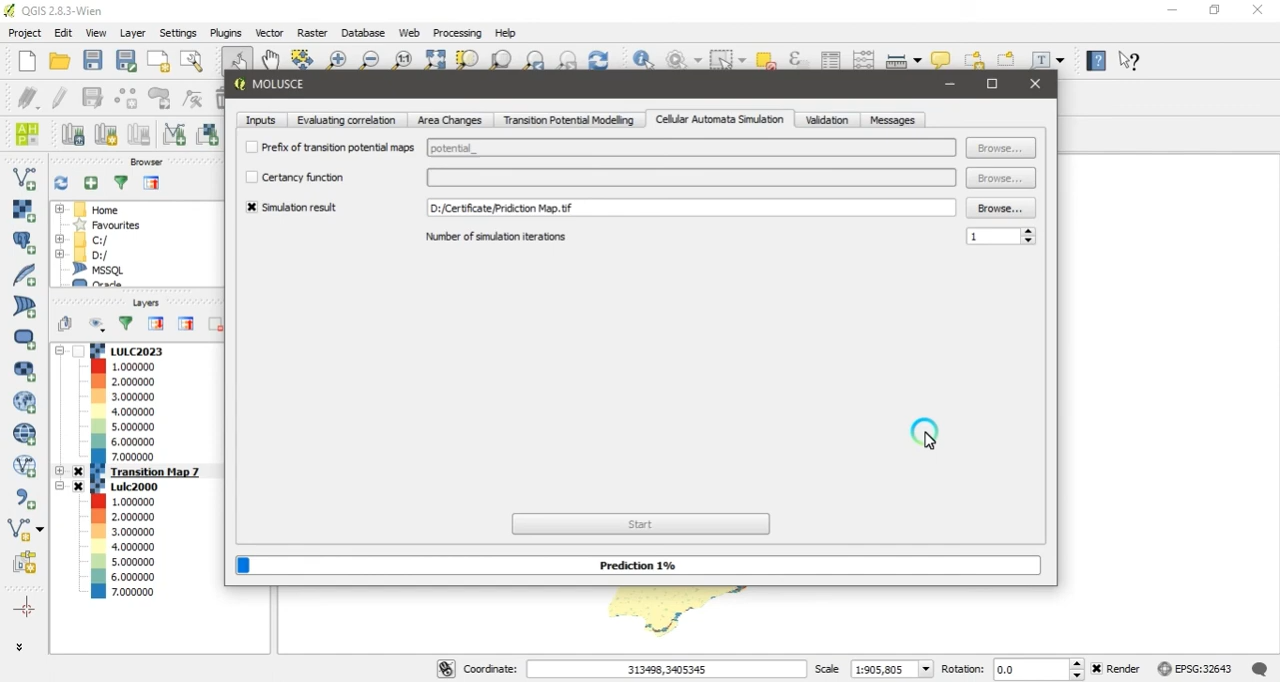 QGIS 2.8.3-Wien
Project Edit View Layer Settings Plugins Vector Raster Database Web Processing Help
MOLUSCE
Inputs Evaluating correlation Area Changes Transition Potential Modelling Cellular Automata Simulation Validation Messages
Prefix of transition potential maps potential_ Browse...
Certancy function Browse...
Simulation result D:/Certificate/Pridiction Map.tif Browse...
Number of simulation iterations 1
Start
Prediction 1%
Browser
Home
Favourites
C:/
D:/
MSSQL
Oracle
Layers
LULC2023
1.000000
2.000000
3.000000
4.000000
5.000000
6.000000
7.000000
Transition Map 7
Lulc2000
1.000000
2.000000
3.000000
4.000000
5.000000
6.000000
7.000000
Coordinate: 313498,3405345 Scale 1:905,805 Rotation: 0.0 Render EPSG:32643